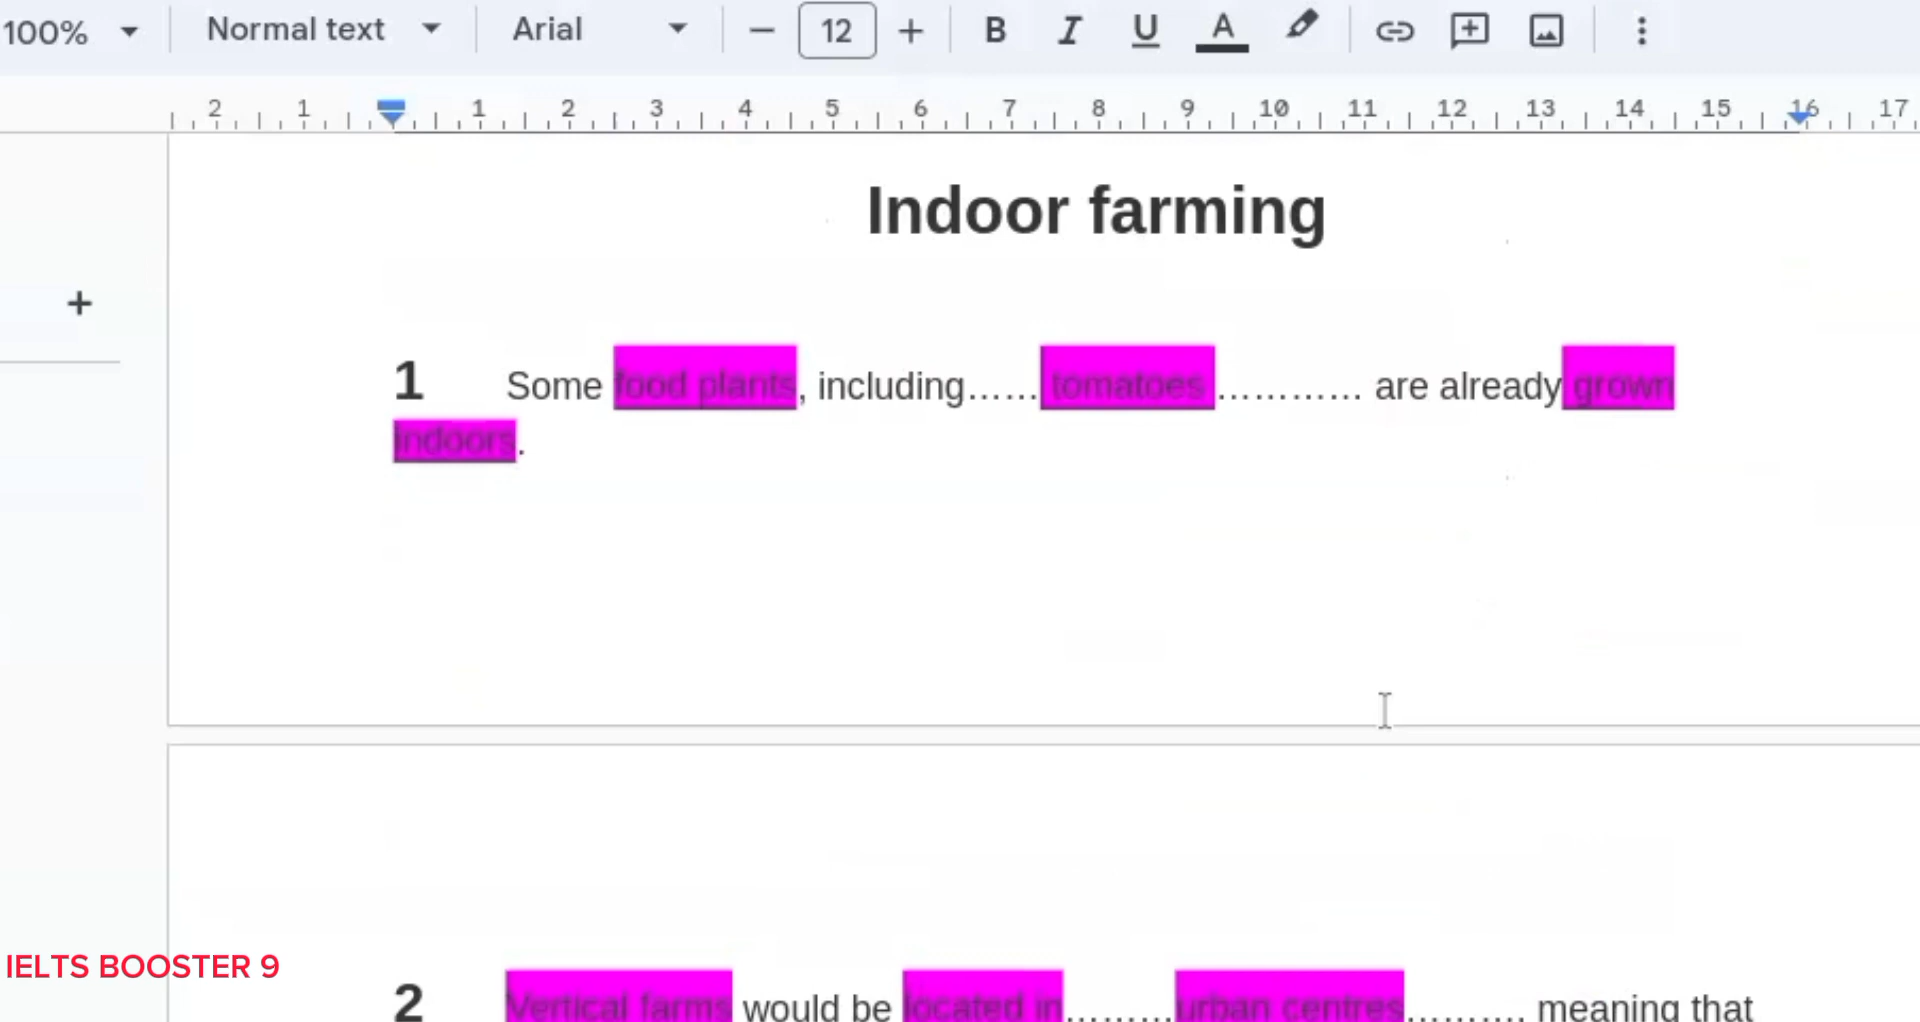 100% Normal text Arial — 12 + B I U A
2 1 1 2 3 4 5 6 7 8 9 10 11 12 13 14 15 16 17
Indoor farming
+
1 Some food plants, including...... tomatoes ............ are already grown
indoors.
IELTS BOOSTER 9
2 Vertical farms would be located in.........urban centres.......... meaning that